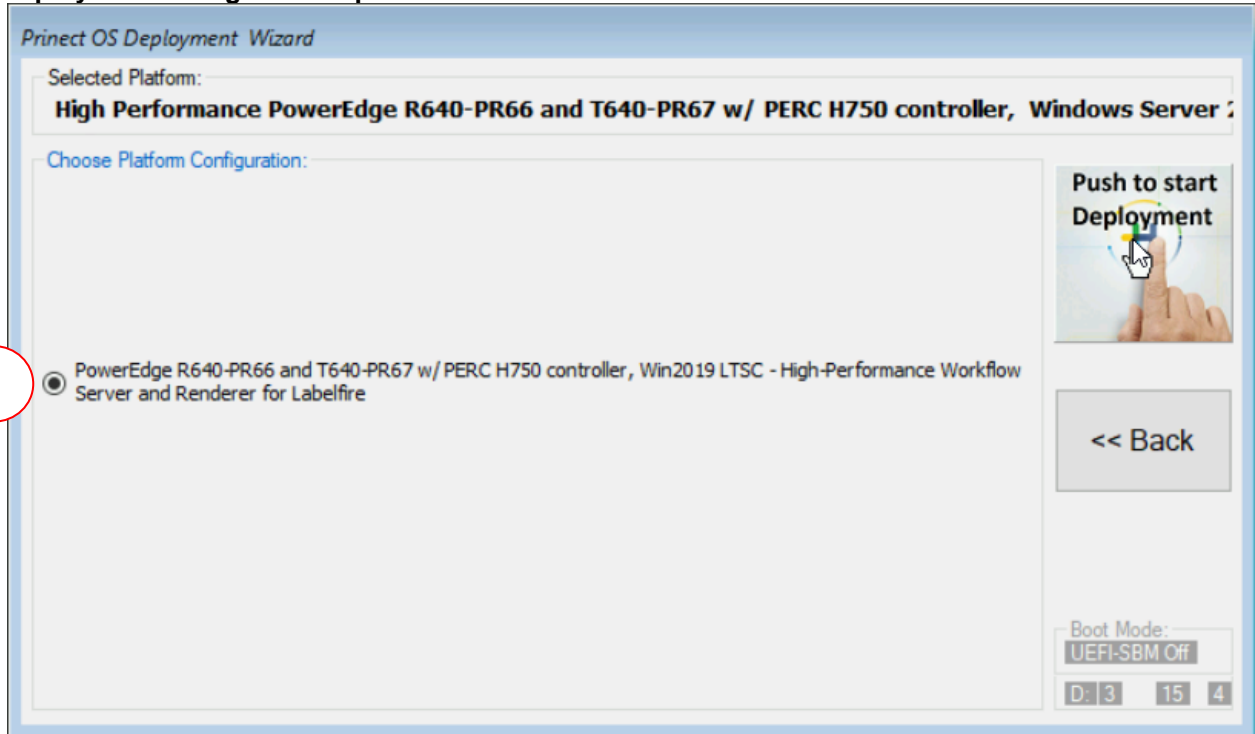 Prinect OS Deployment Wizard
Selected Platform:
High Performance PowerEdge R640-PR66 and T640-PR67 w/ PERC H750 controller, Windows Server
Choose Platform Configuration:
Push to start
Deployment
PowerEdge R640-PR66 and T640-PR67 w/ PERC H750 controller, Win2019 LTSC - High-Performance Workflow
Server and Renderer for Labelfire
<< Back
Boot Mode:
UEFI-SBM Off
D: 3 15 4